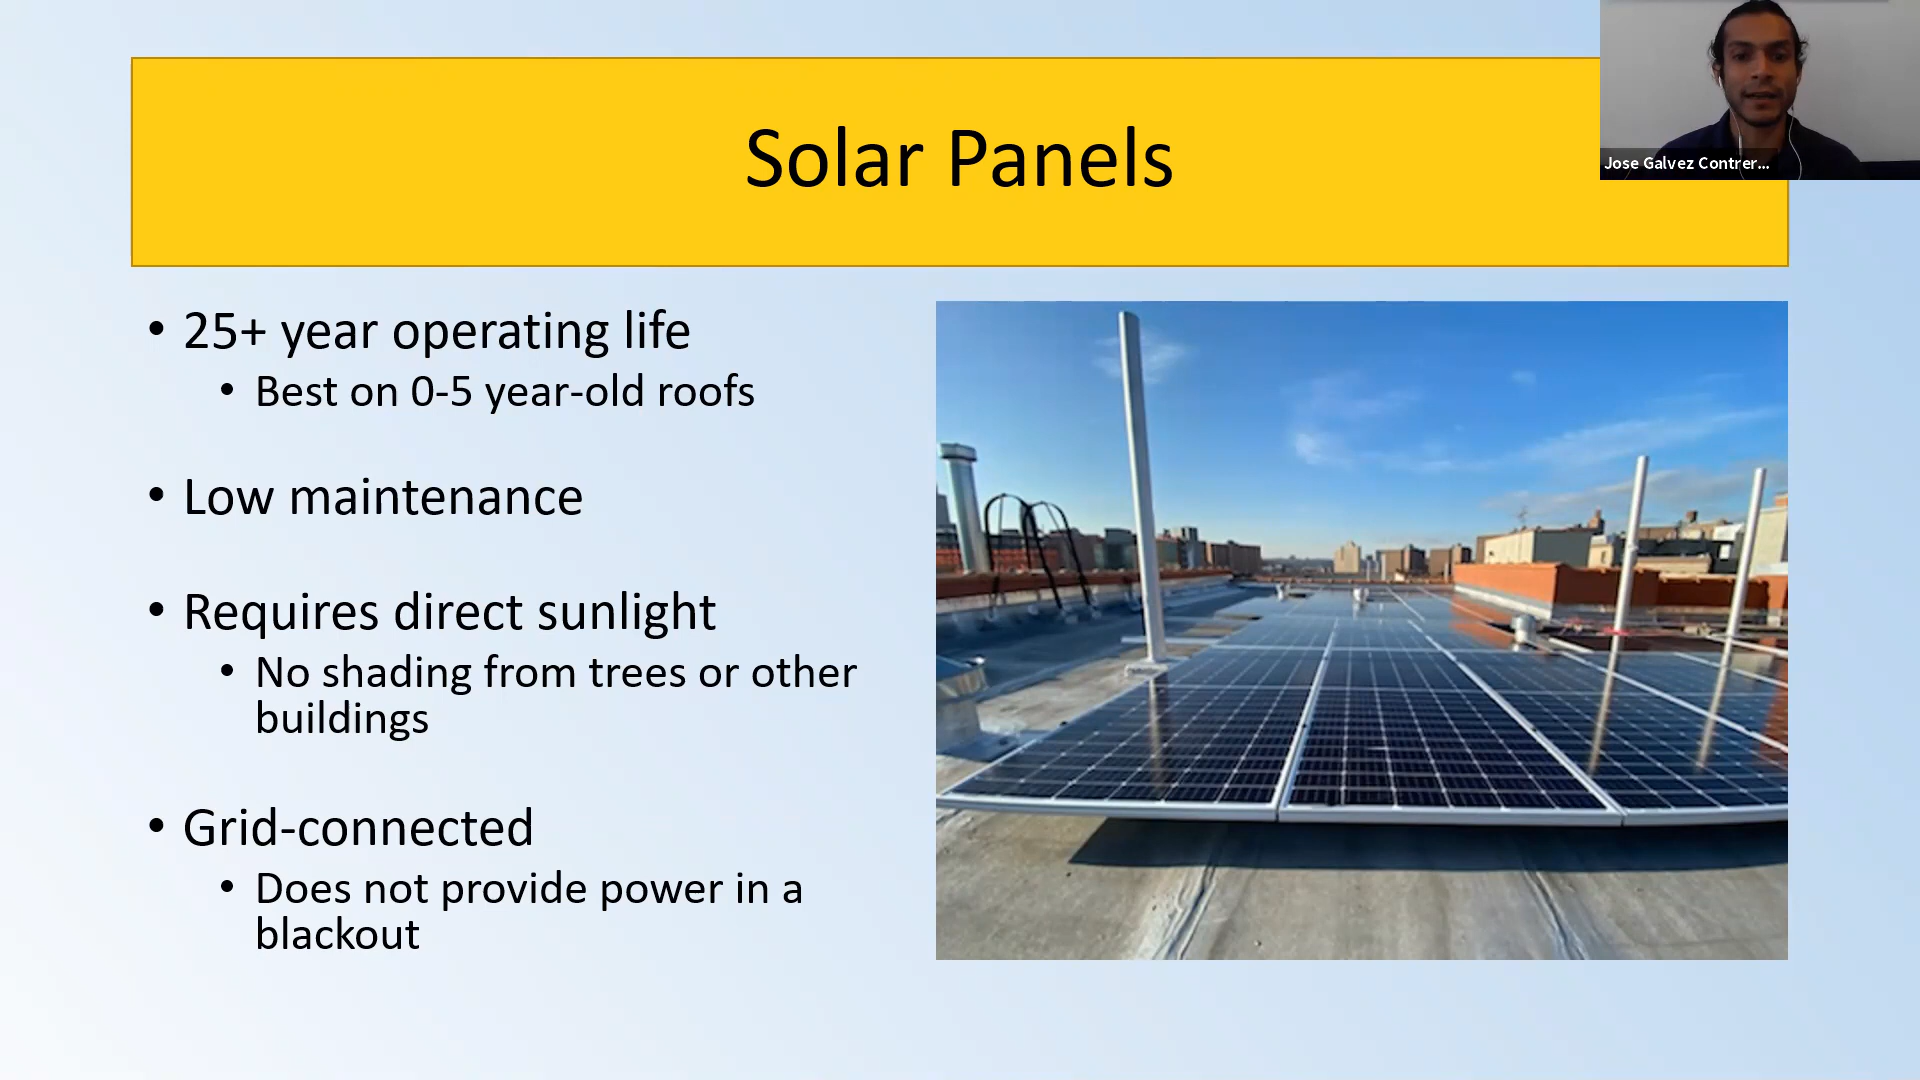 Solar Panels
Jose Galvez Contrer...
• 25+ year operating life
• Best on 0-5 year-old roofs
• Low maintenance
• Requires direct sunlight
• No shading from trees or other
buildings
• Grid-connected
• Does not provide power in a
blackout